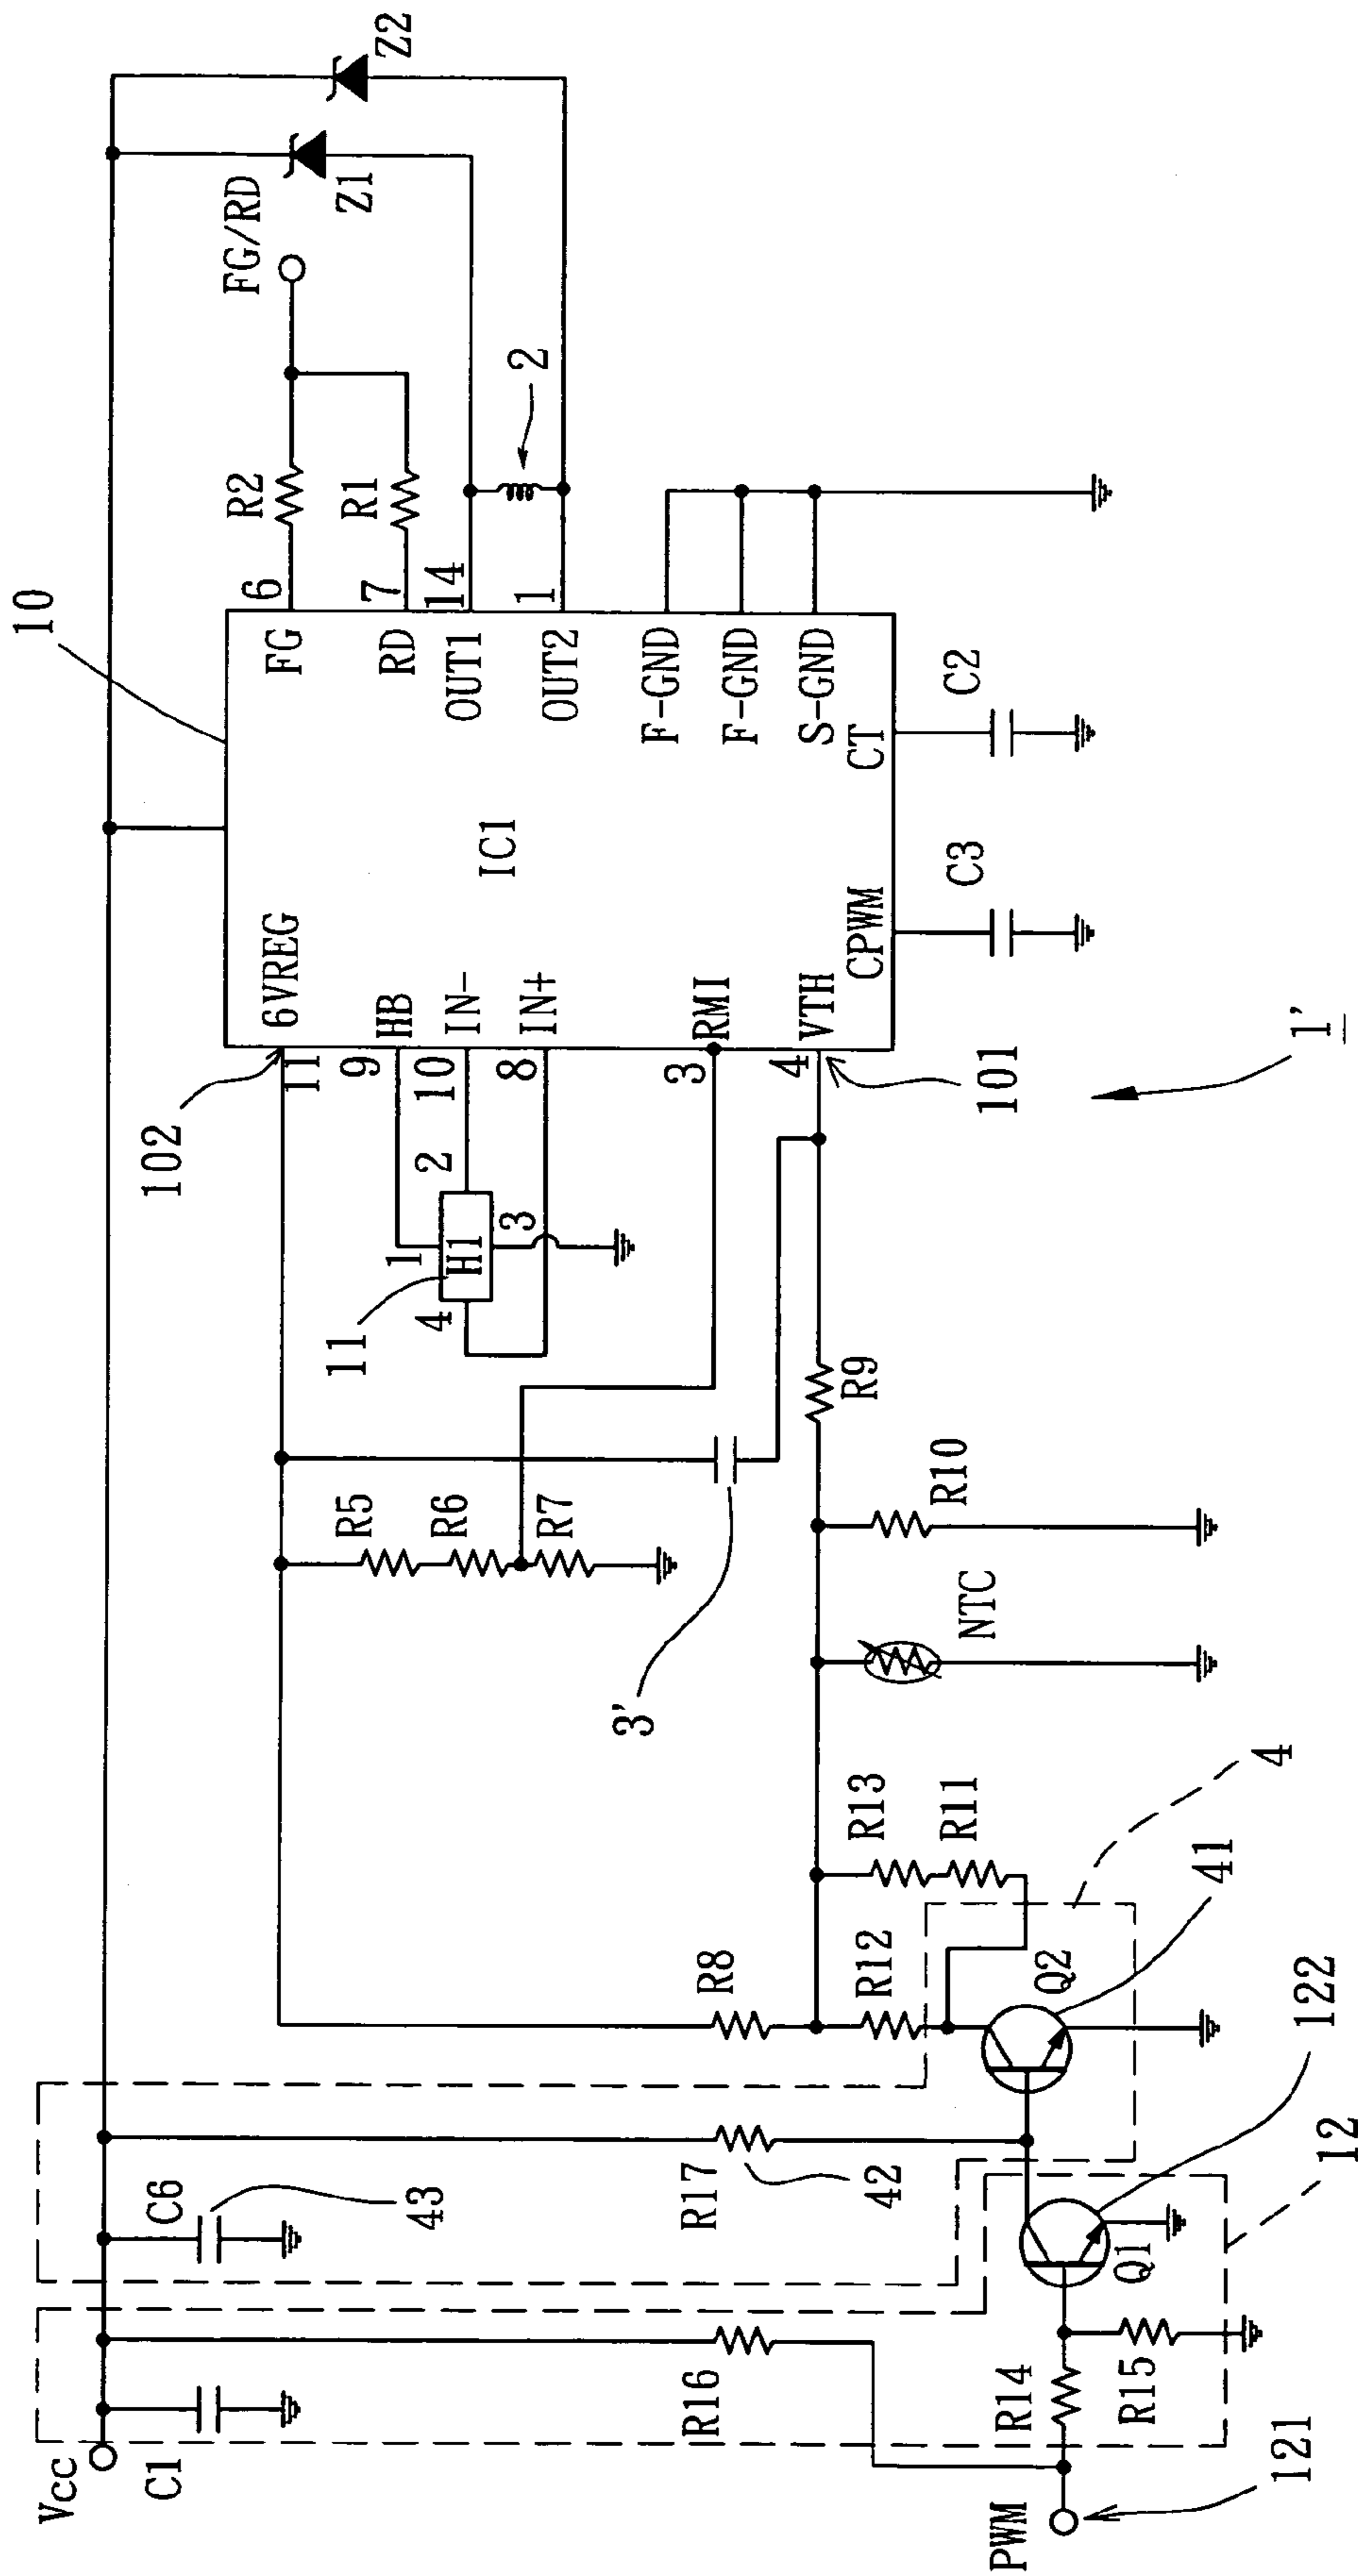 10
Vcc
C1
C6
43
R16
R17
42
R8
R12
R13
R11
Q2
41
4
122
12
Q1
R14
R15
PWM
121
NTC
R10
R9
3'
R5
R6
R7
11
H1
1
2
3
4
102
11
9
10
8
3
4
101
6VREG
HB
IN-
IN+
RMI
VTH
CPWM
CT
IC1
FG
RD
OUT1
OUT2
F-GND
F-GND
S-GND
6
7
14
1
R2
R1
FG/RD
2
Z1
Z2
C3
C2
1'